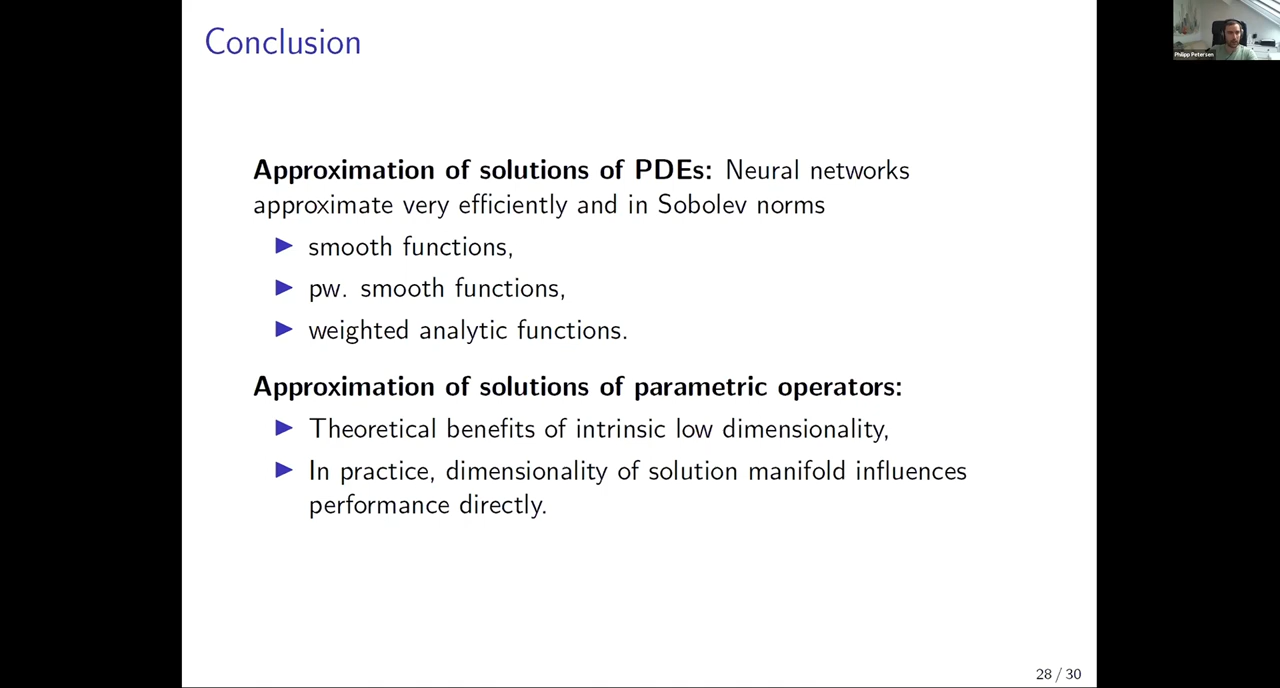 Conclusion
Philipp Petersen
Approximation of solutions of PDEs: Neural networks
approximate very efficiently and in Sobolev norms
▶ smooth functions,
▶ pw. smooth functions,
▶ weighted analytic functions.
Approximation of solutions of parametric operators:
▶ Theoretical benefits of intrinsic low dimensionality,
▶ In practice, dimensionality of solution manifold influences
performance directly.
28 / 30